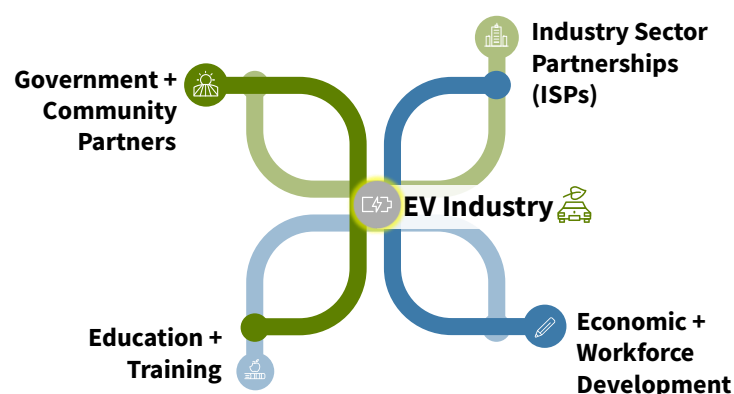 Government +
Community
Partners
Industry Sector
Partnerships
(ISPs)
EV Industry
Education +
Training
Economic +
Workforce
Development